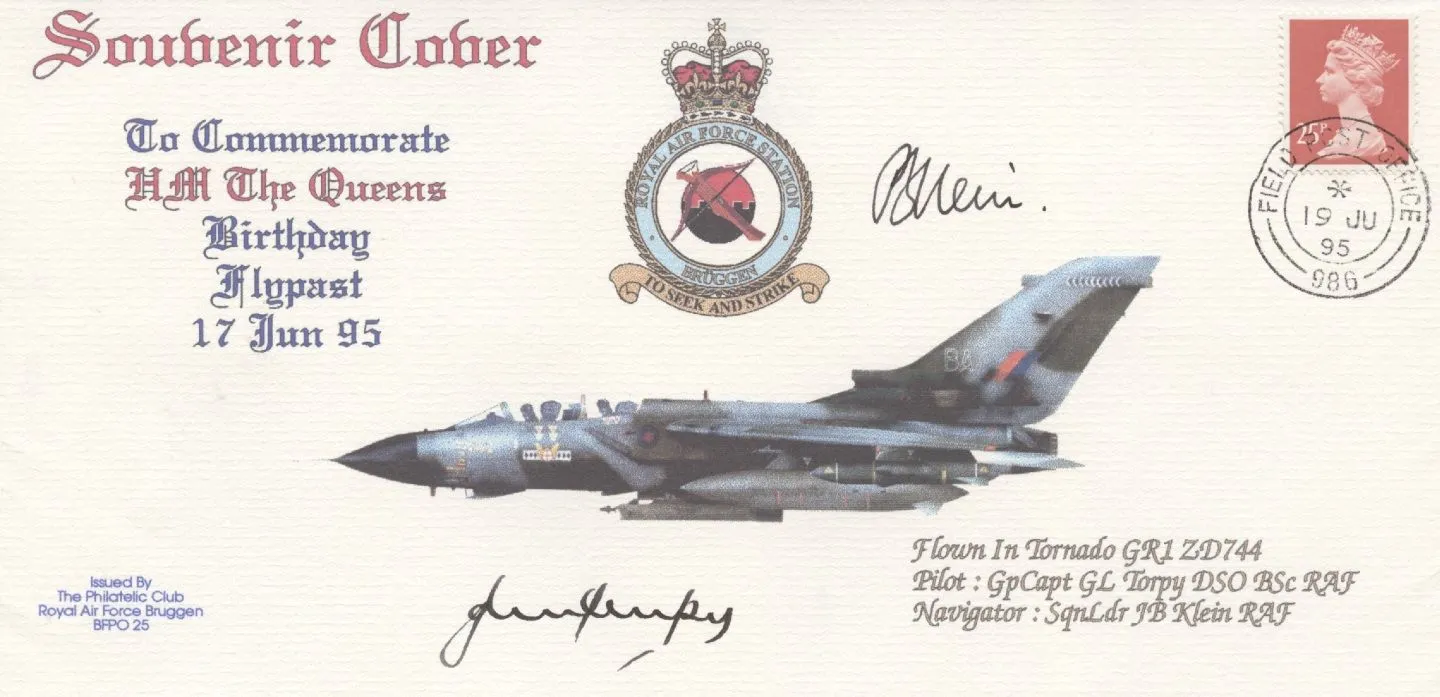 Souvenir Cover
To Commemorate
HM The Queens
Birthday
Flypast
17 Jun 95
ROYAL AIR FORCE STATION
BRÜGGEN
TO SEEK AND STRIKE
JBKlein.
25P
FIELD POST OFFICE
*
19 JU
95
986
BA
Flown In Tornado GR1 ZD744
Pilot : GpCapt GL Torpy DSO BSc RAF
Navigator : SqnLdr JB Klein RAF
Issued By
The Philatelic Club
Royal Air Force Bruggen
BFPO 25